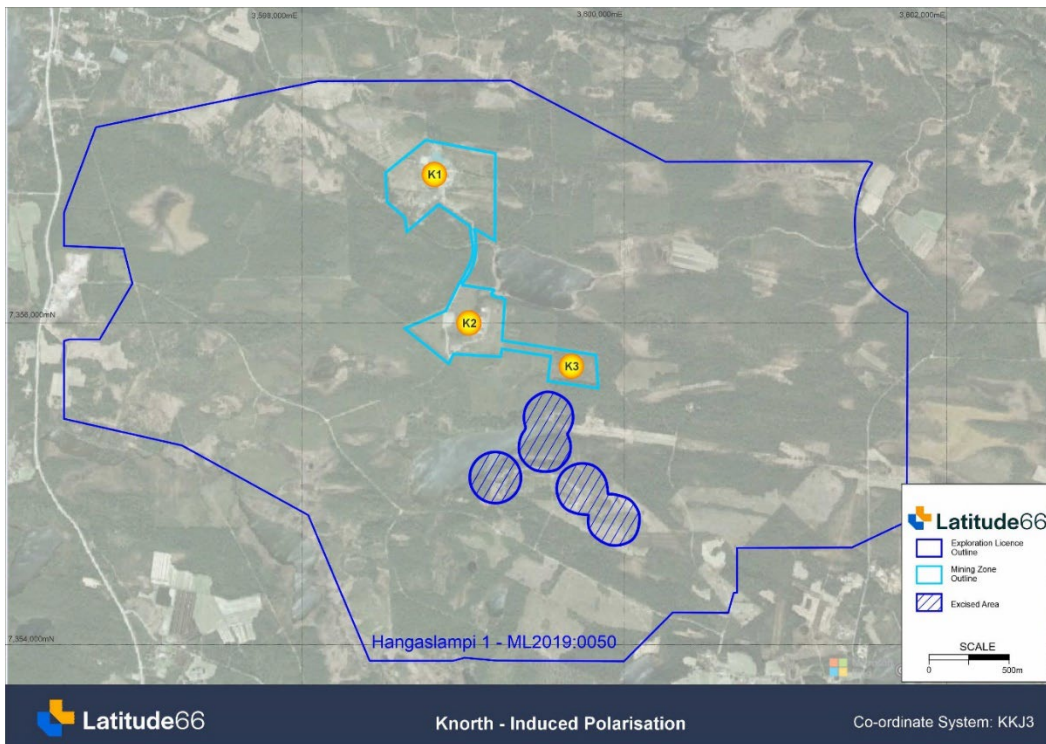 3,598,000mE 3,600,000mE 3,602,000mE
K1
7,356,000mN
K2
K3
7,354,000mN
Hangaslampi 1 - ML2019:0050
Latitude66
Exploration Licence
Outline
Mining Zone
Outline
Excised Area
SCALE
0 500m
Latitude66
Knorth - Induced Polarisation
Co-ordinate System: KKJ3